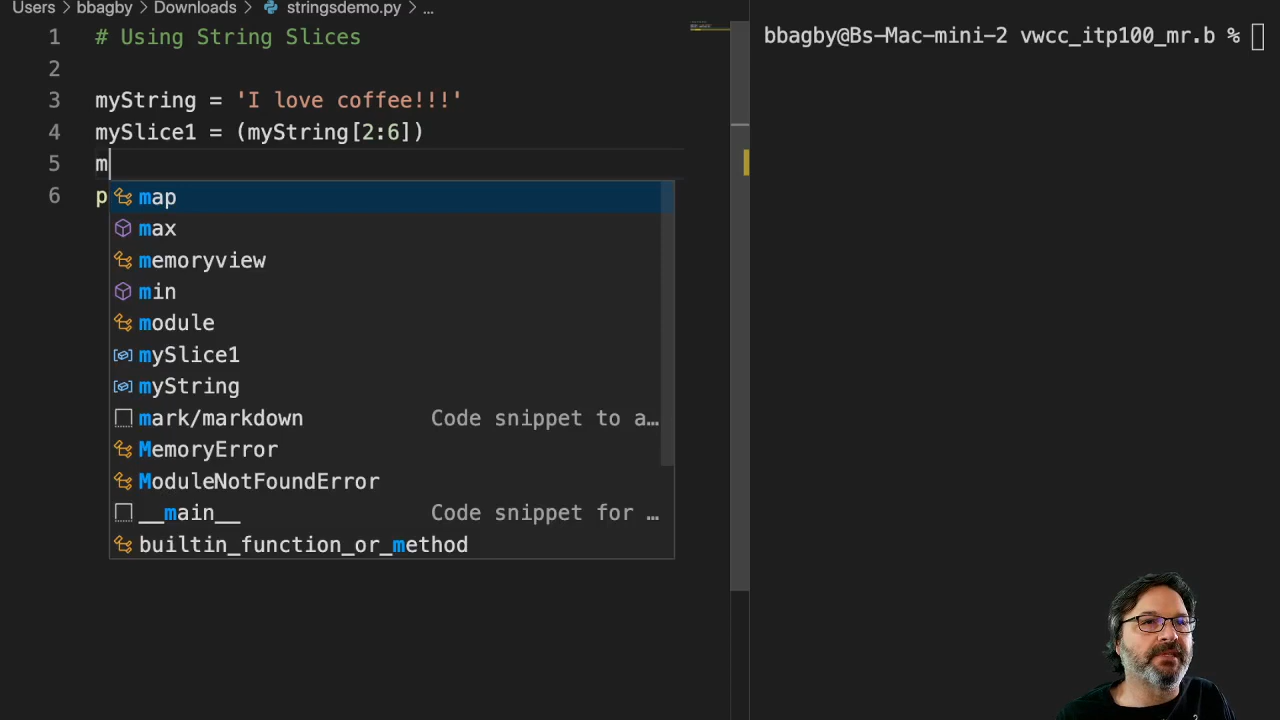 Users > bbagby > Downloads > stringsdemo.py > ...
1 # Using String Slices
2
3 myString = 'I love coffee!!!'
4 mySlice1 = (myString[2:6])
5 m
6 p
map
max
memoryview
min
module
mySlice1
myString
mark/markdown Code snippet to a…
MemoryError
ModuleNotFoundError
__main__ Code snippet for …
builtin_function_or_method
bbagby@Bs-Mac-mini-2 vwcc_itp100_mr.b %